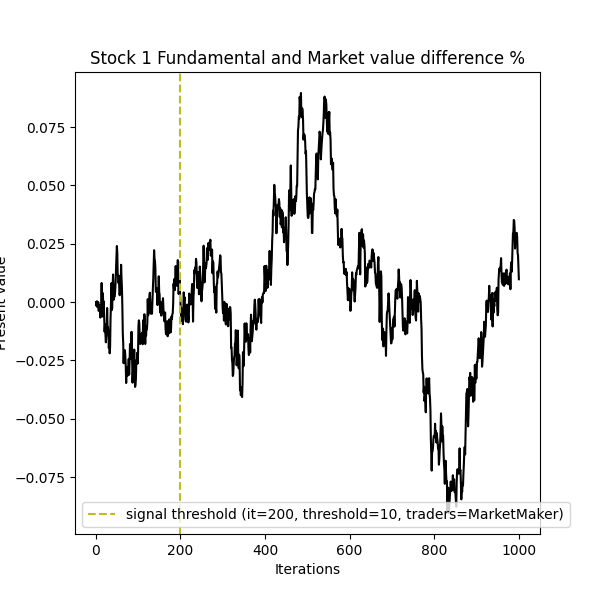 Stock 1 Fundamental and Market value difference %
Present value
0.075
0.050
0.025
0.000
−0.025
−0.050
−0.075
signal threshold (it=200, threshold=10, traders=MarketMaker)
0 200 400 600 800 1000
Iterations